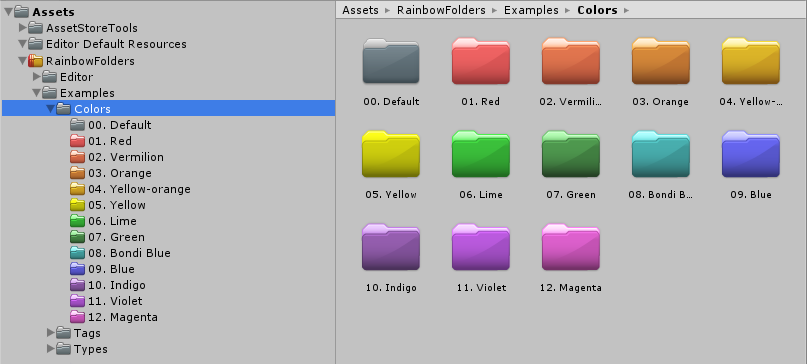 Assets
AssetStoreTools
Editor Default Resources
RainbowFolders
Editor
Examples
Colors
00. Default
01. Red
02. Vermilion
03. Orange
04. Yellow-orange
05. Yellow
06. Lime
07. Green
08. Bondi Blue
09. Blue
10. Indigo
11. Violet
12. Magenta
Tags
Types
Assets ▸ RainbowFolders ▸ Examples ▸ Colors ▸
00. Default 01. Red 02. Vermili... 03. Orange 04. Yellow-...
05. Yellow 06. Lime 07. Green 08. Bondi B... 09. Blue
10. Indigo 11. Violet 12. Magenta